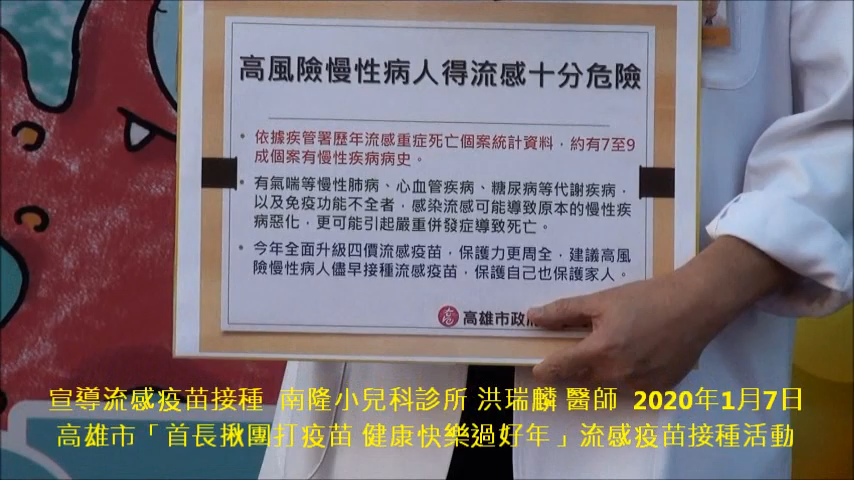 高風險慢性病人得流感十分危險
• 依據疾管署歷年流感重症死亡個案統計資料，約有7至9
成個案有慢性疾病病史。
• 有氣喘等慢性肺病、心血管疾病、糖尿病等代謝疾病，
以及免疫功能不全者，感染流感可能導致原本的慢性疾
病惡化，更可能引起嚴重併發症導致死亡。
• 今年全面升級四價流感疫苗，保護力更周全，建議高風
險慢性病人儘早接種流感疫苗，保護自己也保護家人。
高雄市政府
宣導流感疫苗接種 南隆小兒科診所 洪瑞麟 醫師 2020年1月7日
高雄市「首長揪團打疫苗 健康快樂過好年」流感疫苗接種活動